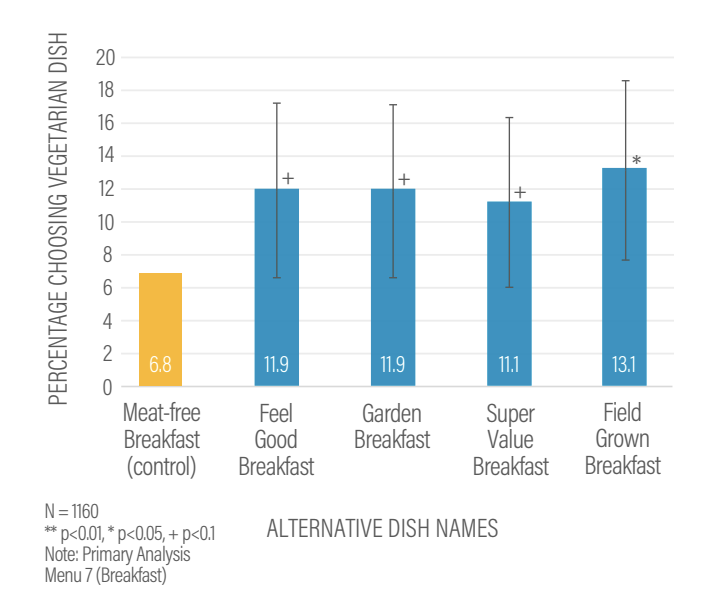 PERCENTAGE CHOOSING VEGETARIAN DISH
20
18
16
14
12
10
8
6
4
2
0
+
+
+
*
6.8
11.9
11.9
11.1
13.1
Meat-free
Breakfast
(control)
Feel
Good
Breakfast
Garden
Breakfast
Super
Value
Breakfast
Field
Grown
Breakfast
ALTERNATIVE DISH NAMES
N = 1160
** p<0.01, * p<0.05, + p<0.1
Note: Primary Analysis
Menu 7 (Breakfast)